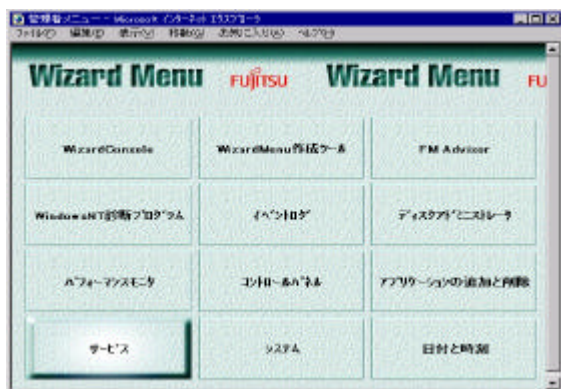 管理者メニュー - Microsoft インターネット エクスプローラ
ファイル(F) 編集(E) 表示(V) 移動(G) お気に入り(A) ヘルプ(H)
Wizard Menu FUJITSU Wizard Menu FU
WizardConsole WizardMenu作成ツール FM Advisor
WindowsNT診断プログラム イベントログ ディスクアドミニストレータ
パフォーマンスモニタ コントロールパネル アプリケーションの追加と削除
サービス システム 日付と時刻